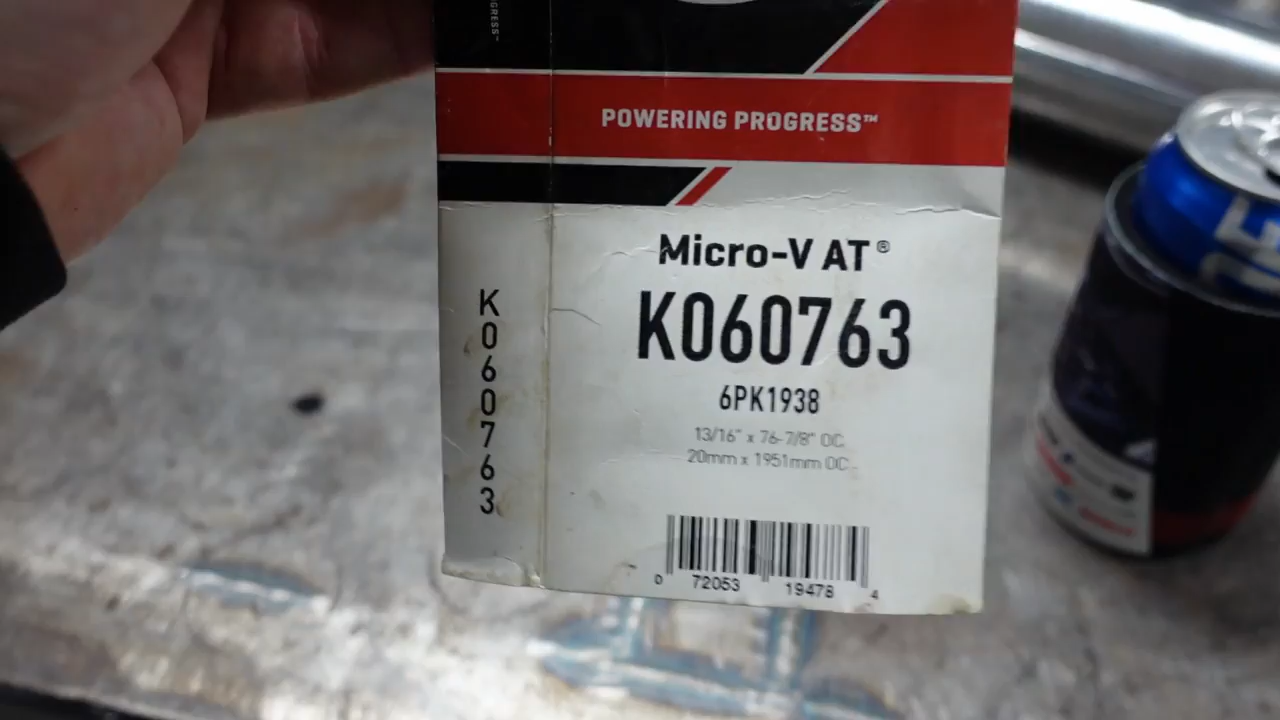 POWERING PROGRESS™
Micro-V AT®
K060763
6PK1938
13/16" x 76-7/8" OC
20mm x 1951mm OC
0 72053 19478 4
K060763